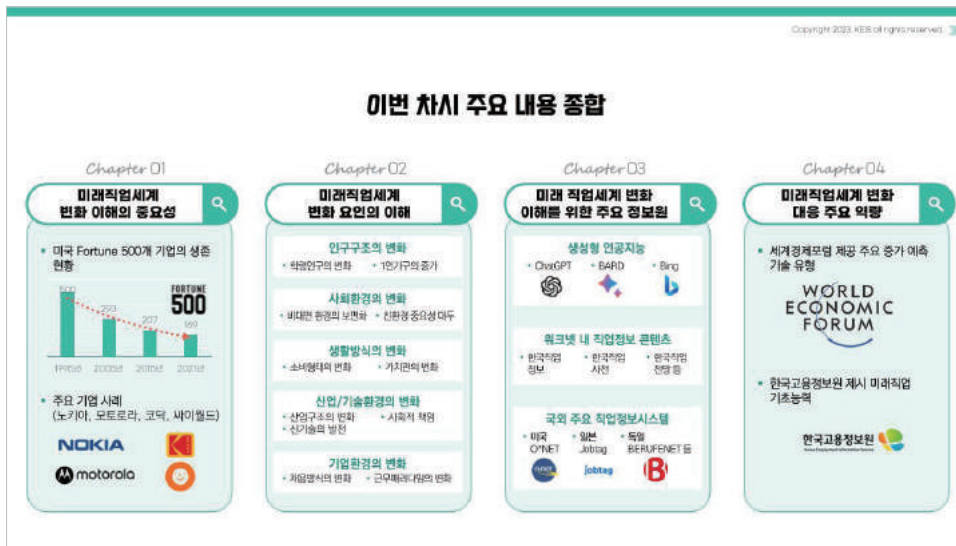 Copyright 2023. KEIS all rights reserved.
이번 차시 주요 내용 종합
Chapter 01
미래직업세계
변화 이해의 중요성
• 미국 Fortune 500개 기업의 생존
현황
FORTUNE
500
500
293
207
169
1995년 2005년 2015년 2021년
• 주요 기업 사례
(노키아, 모토로라, 코닥, 싸이월드)
NOKIA
Kodak
motorola
Chapter 02
미래직업세계
변화 요인의 이해
인구구조의 변화
• 학령인구의 변화 • 1인가구의 증가
사회환경의 변화
• 비대면 환경의 보편화 • 친환경 중요성 대두
생활방식의 변화
• 소비형태의 변화 • 가치관의 변화
산업/기술환경의 변화
• 산업구조의 변화 • 사회적 책임
• 신기술의 발전
기업환경의 변화
• 채용방식의 변화 • 근무패러다임의 변화
Chapter 03
미래 직업세계 변화
이해를 위한 주요 정보원
생성형 인공지능
• ChatGPT • BARD • Bing
워크넷 내 직업정보 콘텐츠
• 한국직업 • 한국직업 • 한국직업
정보 사전 전망 등
국외 주요 직업정보시스템
• 미국 • 일본 • 독일
O*NET Jobtag BERUFENET 등
o*net jobtag B
Chapter 04
미래직업세계 변화
대응 주요 역량
• 세계경제포럼 제공 주요 증가 예측
기술 유형
WORLD
ECONOMIC
FORUM
• 한국고용정보원 제시 미래직업
기초능력
한국고용정보원
Korea Employment Information Service